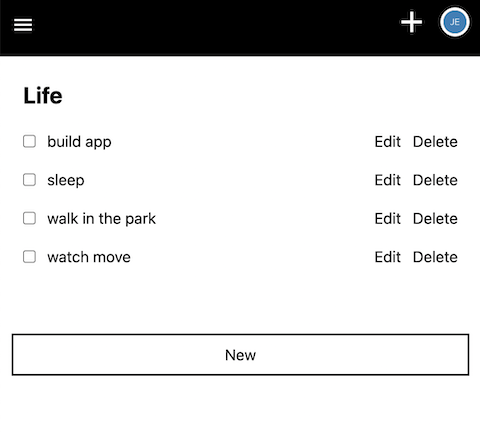 JE
Life
build app Edit Delete
sleep Edit Delete
walk in the park Edit Delete
watch move Edit Delete
New